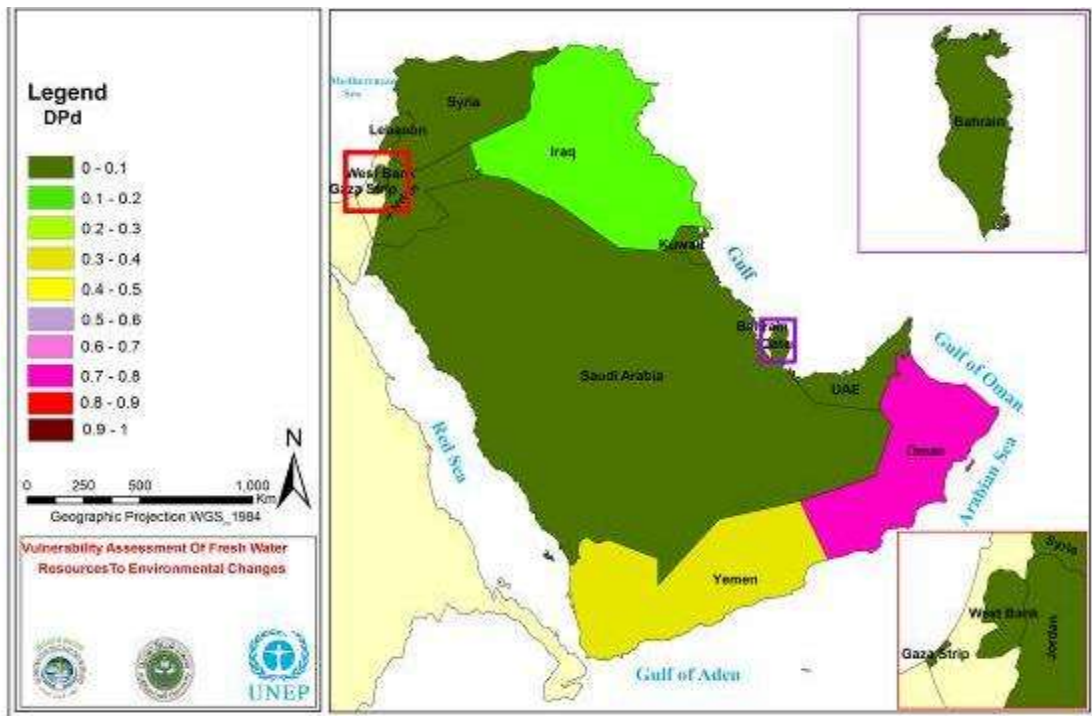 Legend
DPd
0 - 0.1
0.1 - 0.2
0.2 - 0.3
0.3 - 0.4
0.4 - 0.5
0.5 - 0.6
0.6 - 0.7
0.7 - 0.8
0.8 - 0.9
0.9 - 1
N
0 250 500 1,000
Km
Geographic Projection WGS_1984
Vulnerability Assessment Of Fresh Water
ResourcesTo Environmental Changes
UNEP
Sea
Syria
Lebanon
West Bank
Gaza Strip
Iraq
Kuwait
Gulf
Bahrain
Saudi Arabia
UAE
Oman
Yemen
Red Sea
Gulf of Oman
Arabian Sea
Gulf of Aden
Bahrain
Syria
West Bank
Jordan
Gaza Strip